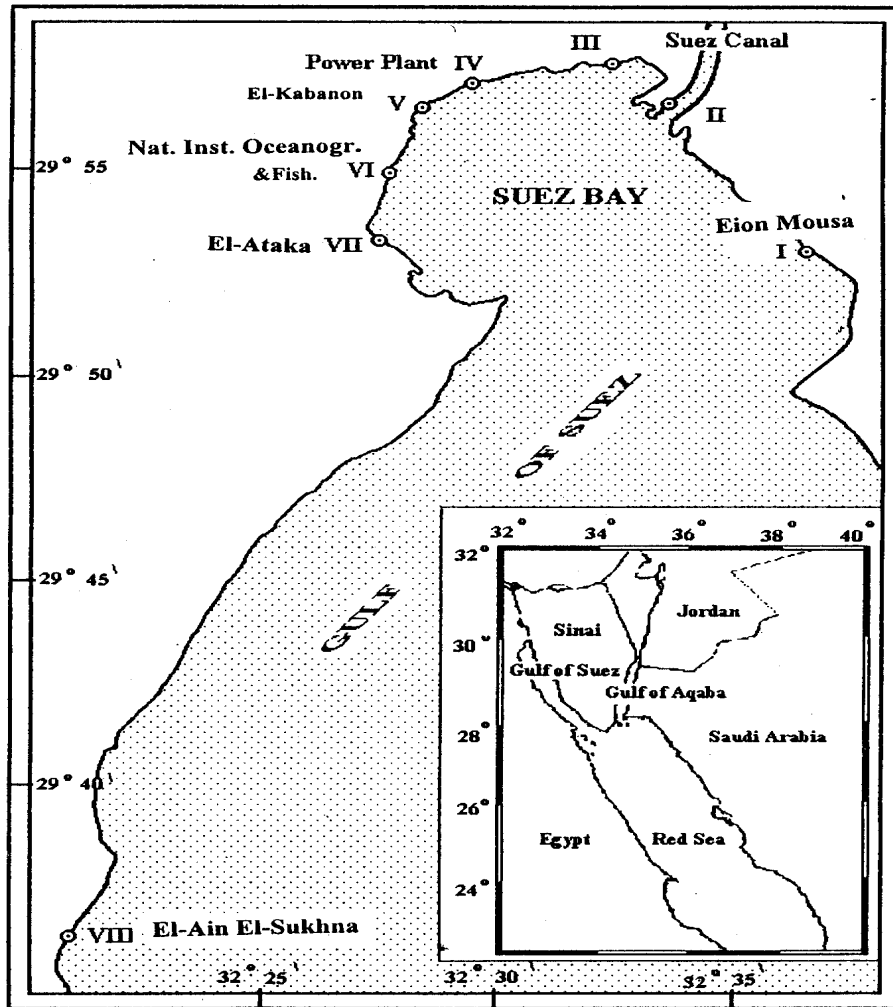 III
Suez Canal
Power Plant IV
El-Kabanon
V
II
Nat. Inst. Oceanogr.
&Fish.
VI
29° 55\
SUEZ BAY
Eion Mousa
I
El-Ataka VII
29° 50\
GULF OF SUEZ
29° 45\
29° 40\
VIII El-Ain El-Sukhna
32° 25\
32° 30\
32° 35\
32° 34° 36° 38° 40°
32°
30°
28°
26°
24°
Sinai
Jordan
Gulf of Suez
Gulf of Aqaba
Saudi Arabia
Egypt
Red Sea